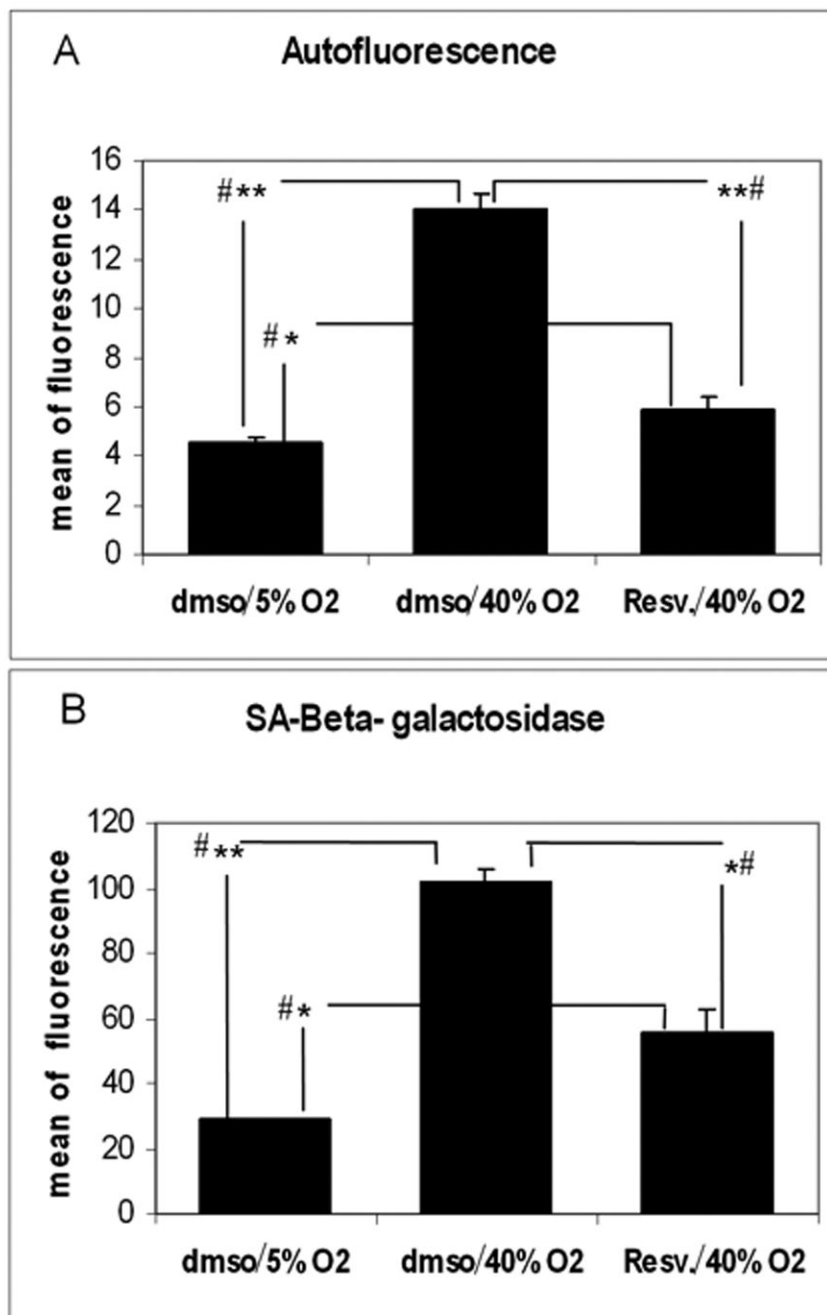 A
Autofluorescence
mean of fluorescence
16
14
12
10
8
6
4
2
0
#**
**#
#*
dmso/5% O2
dmso/40% O2
Resv./40% O2
B
SA-Beta- galactosidase
mean of fluorescence
120
100
80
60
40
20
0
#**
*#
#*
dmso/5% O2
dmso/40% O2
Resv./40% O2